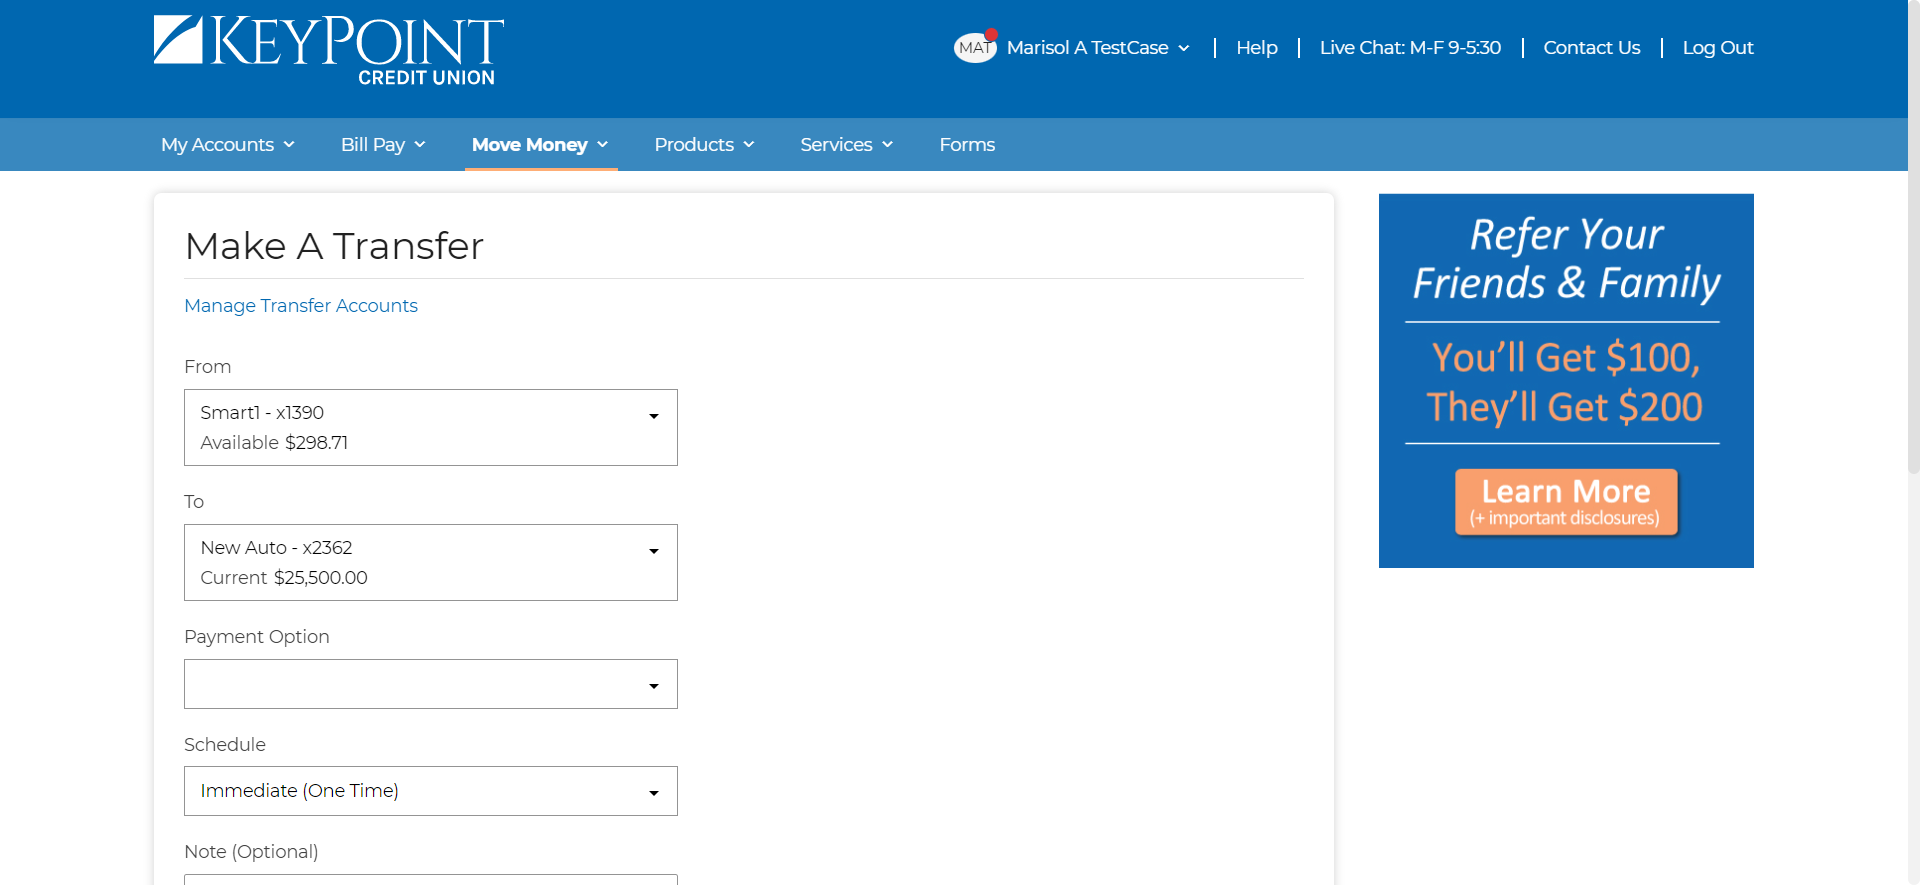 KEYPOINT
CREDIT UNION
MAT
Marisol A TestCase
Help
Live Chat: M-F 9-5:30
Contact Us
Log Out
My Accounts
Bill Pay
Move Money
Products
Services
Forms
Make A Transfer
Manage Transfer Accounts
From
Smart1 - x1390
Available $298.71
To
New Auto - x2362
Current $25,500.00
Payment Option
Schedule
Immediate (One Time)
Note (Optional)
Refer Your
Friends & Family
You'll Get $100,
They'll Get $200
Learn More
(+ important disclosures)